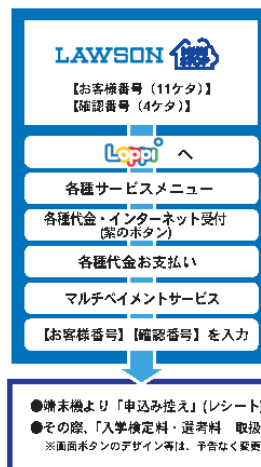 LAWSON
【お客様番号（11ケタ）】
【確認番号（4ケタ）】
Loppi へ
各種サービスメニュー
各種代金・インターネット受付
(紫のボタン)
各種代金お支払い
マルチペイメントサービス
【お客様番号】【確認番号】を入力
●端末機より「申込み控え」(レシート)
●その際、「入学検定料・選考料 取扱
※画面ボタンのデザイン等は、予告なく変更